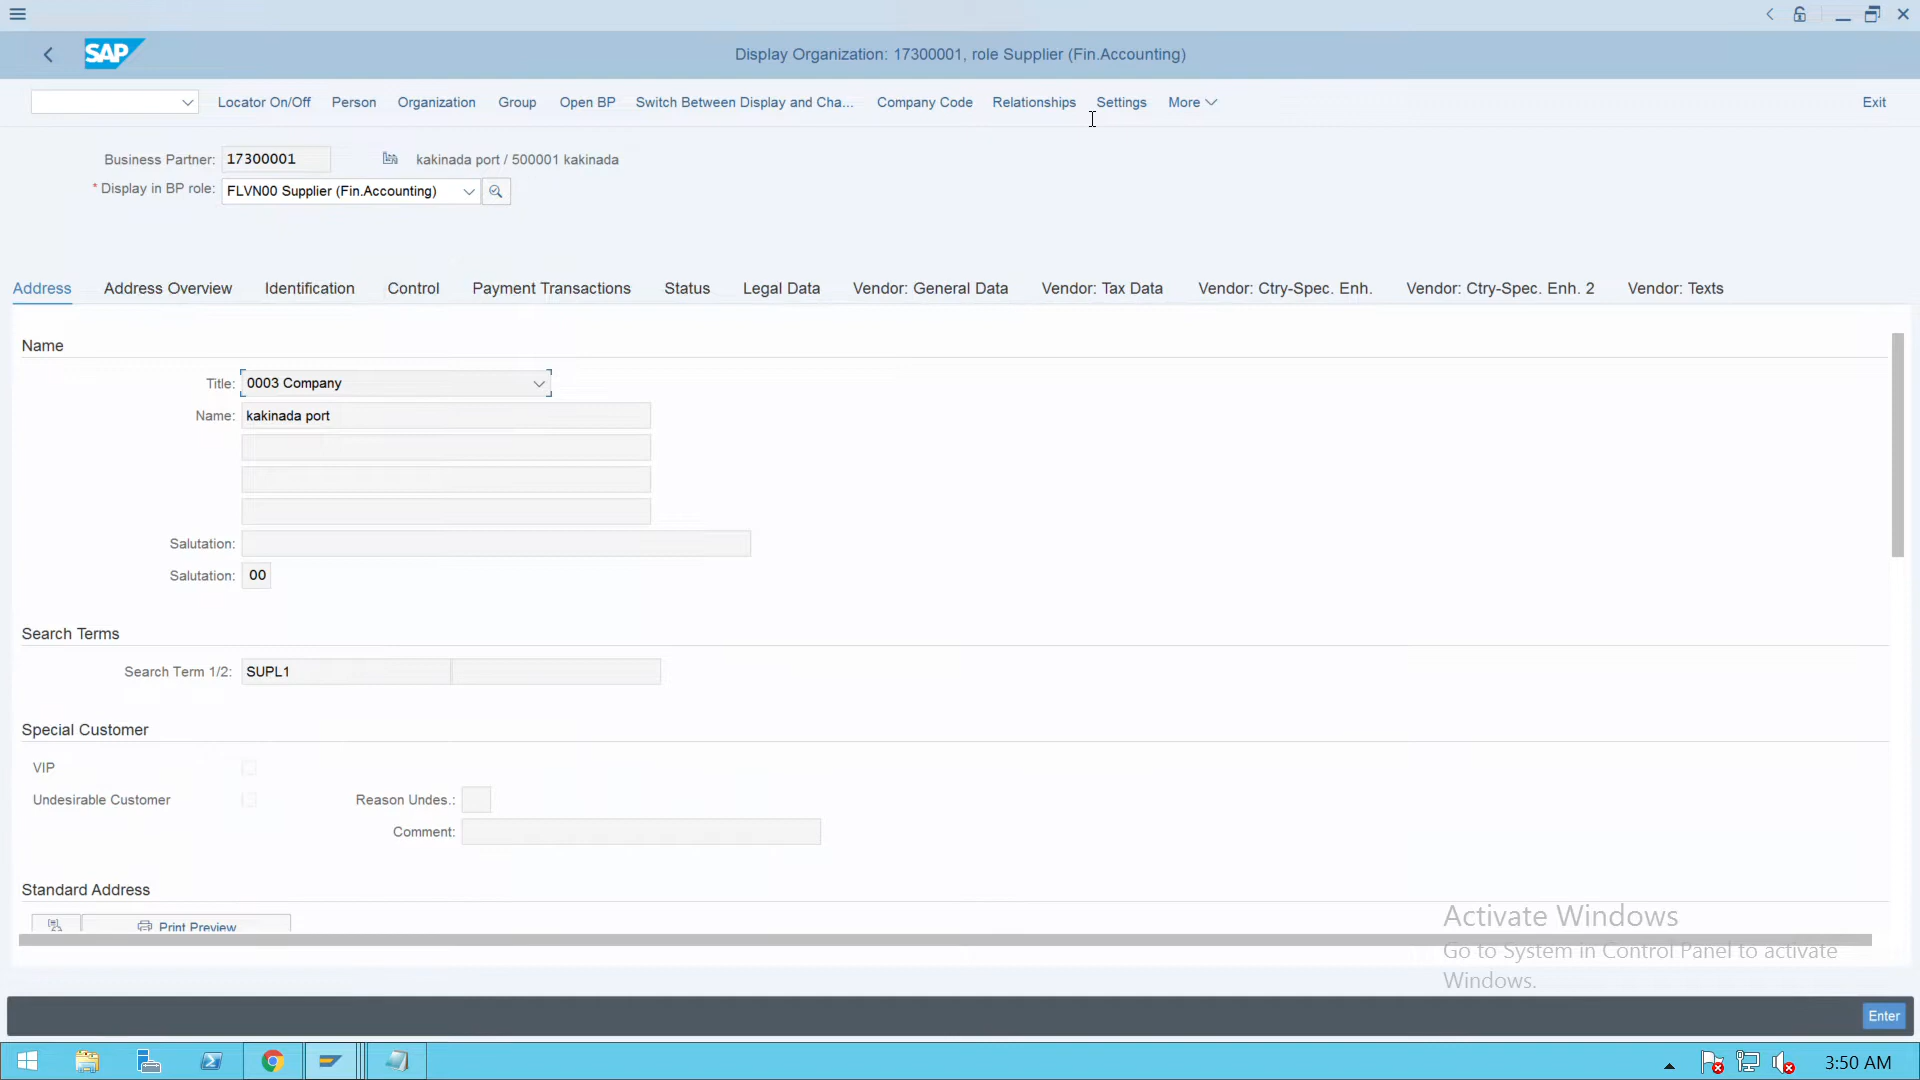 SAP
Display Organization: 17300001, role Supplier (Fin.Accounting)
Locator On/Off Person Organization Group Open BP Switch Between Display and Cha... Company Code Relationships Settings More Exit
Business Partner: 17300001 kakinada port / 500001 kakinada
* Display in BP role: FLVN00 Supplier (Fin.Accounting)
Address Address Overview Identification Control Payment Transactions Status Legal Data Vendor: General Data Vendor: Tax Data Vendor: Ctry-Spec. Enh. Vendor: Ctry-Spec. Enh. 2 Vendor: Texts
Name
Title: 0003 Company
Name: kakinada port
Salutation:
Salutation: 00
Search Terms
Search Term 1/2: SUPL1
Special Customer
VIP
Undesirable Customer Reason Undes.:
Comment:
Standard Address
Print Preview
Activate Windows
Go to System in Control Panel to activate
Windows.
Enter
3:50 AM